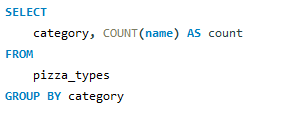 SELECT
    category, COUNT(name) AS count
FROM
    pizza_types
GROUP BY category